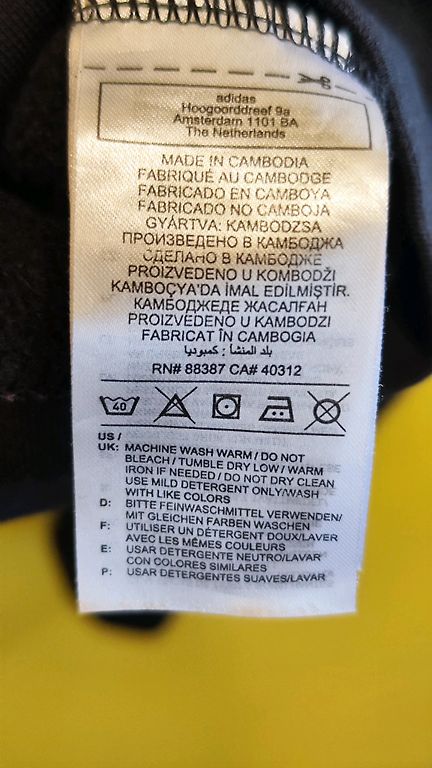 adidas
Hoogoorddreef 9a
Amsterdam 1101 BA
The Netherlands
MADE IN CAMBODIA
FABRIQUÉ AU CAMBODGE
FABRICADO EN CAMBOYA
FABRICADO NO CAMBOJA
GYÁRTVA: KAMBODZSA
ПРОИЗВЕДЕНО В КАМБОДЖА
СДЕЛАНО В КАМБОДЖЕ
PROIZVEDENO U KOMBODŽI
KAMBOÇYA'DA İMAL EDİLMİŞTİR.
КАМБОДЖЕДЕ ЖАСАЛҒАН
PROIZVEDENO U KAMBODZI
FABRICAT ÎN CAMBOGIA
بلد المنشأ : كمبوديا
RN# 88387 CA# 40312
40
US /
UK: MACHINE WASH WARM / DO NOT
BLEACH / TUMBLE DRY LOW / WARM
IRON IF NEEDED / DO NOT DRY CLEAN
USE MILD DETERGENT ONLY/WASH
WITH LIKE COLORS
D: BITTE FEINWASCHMITTEL VERWENDEN/
MIT GLEICHEN FARBEN WASCHEN
F: UTILISER UN DÉTERGENT DOUX/LAVER
AVEC LES MÊMES COULEURS
E: USAR DETERGENTE NEUTRO/LAVAR
CON COLORES SIMILARES
P: USAR DETERGENTES SUAVES/LAVAR